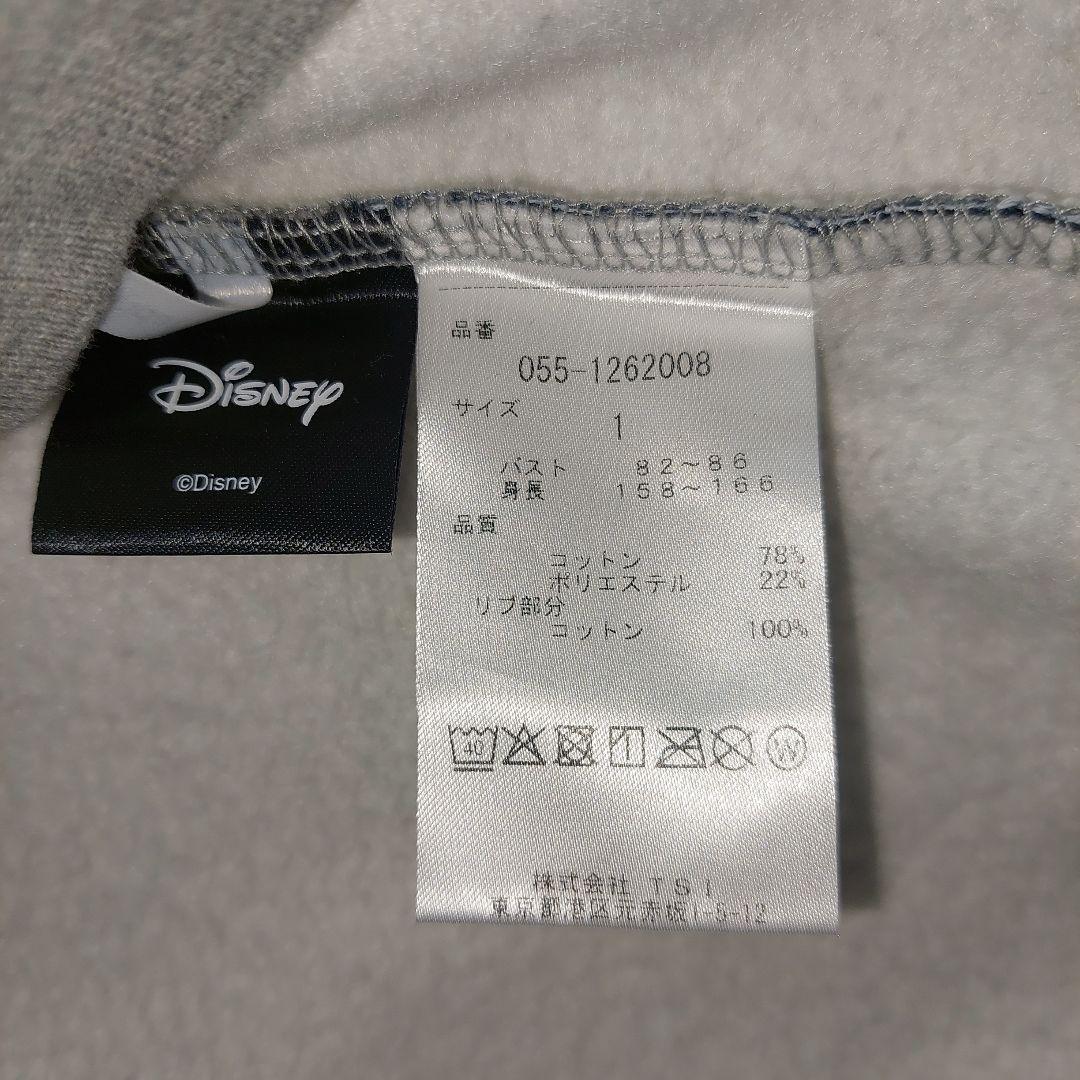 Disney
©Disney
品番
055-1262008
サイズ
1
バスト 82～86
身長 158～166
品質
コットン 78%
ポリエステル 22%
リブ部分
コットン 100%
40
W
株式会社 TSI
東京都港区元赤坂1-5-12